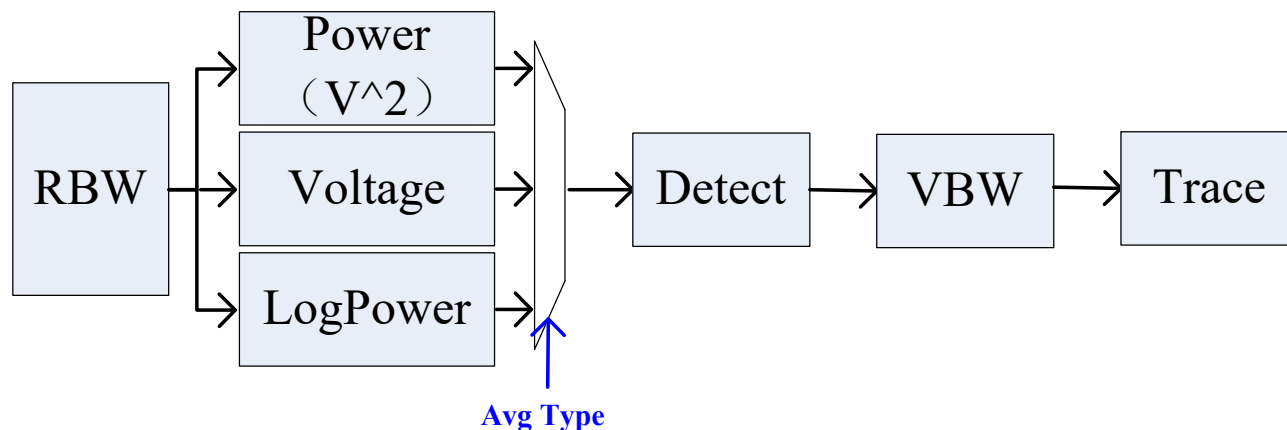 RBW
Power
（V^2）
Voltage
LogPower
Detect
VBW
Trace
Avg Type